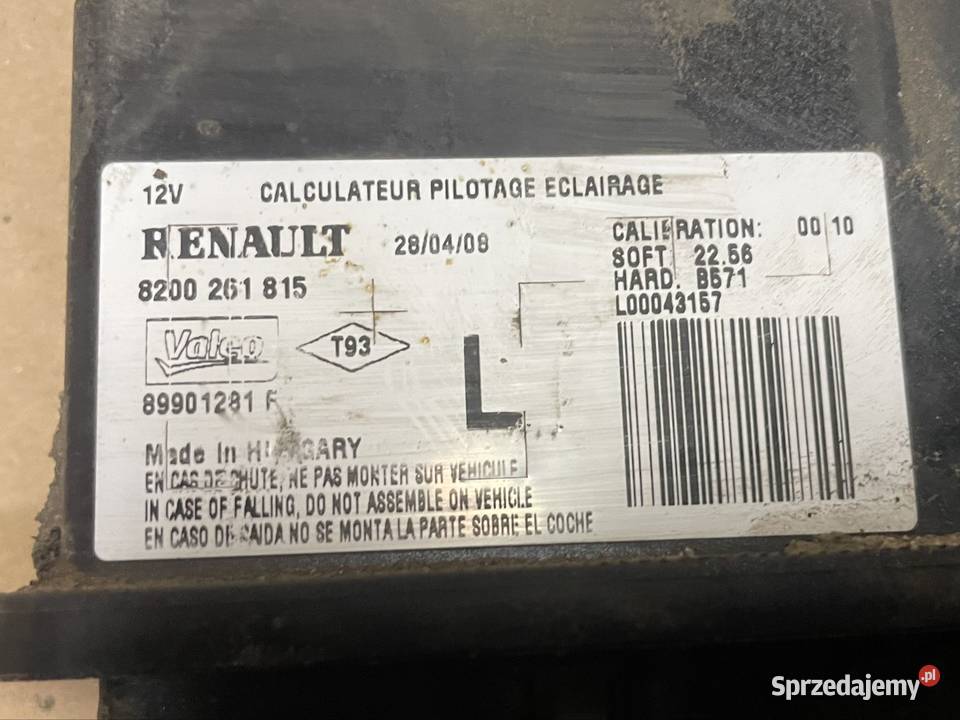 12V CALCULATEUR PILOTAGE ECLAIRAGE
RENAULT 28/04/08
8200 261 815
CALIBRATION: 00 10
SOFT. 22.56
HARD. B571
L00043157
Valeo
T93
L
89901281 F
Made In HUNGARY
EN CAS DE CHUTE, NE PAS MONTER SUR VEHICULE
IN CASE OF FALLING, DO NOT ASSEMBLE ON VEHICLE
EN CASO DE CAIDA NO SE MONTA LA PARTE SOBRE EL COCHE
Sprzedajemy.pl